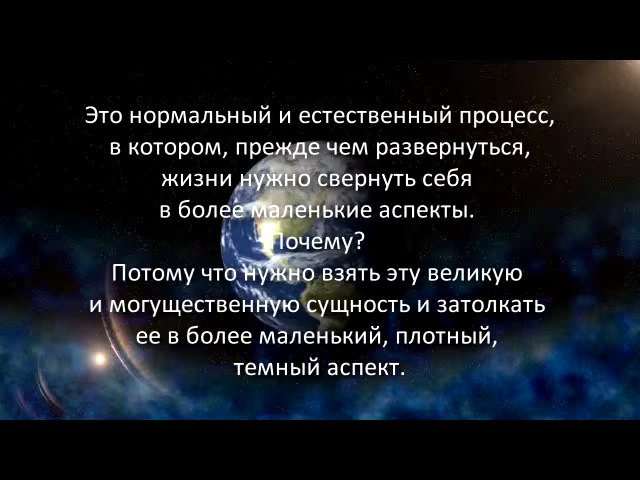 Это нормальный и естественный процесс,
в котором, прежде чем развернуться,
жизни нужно свернуть себя
в более маленькие аспекты.
Почему?
Потому что нужно взять эту великую
и могущественную сущность и затолкать
ее в более маленький, плотный,
темный аспект.